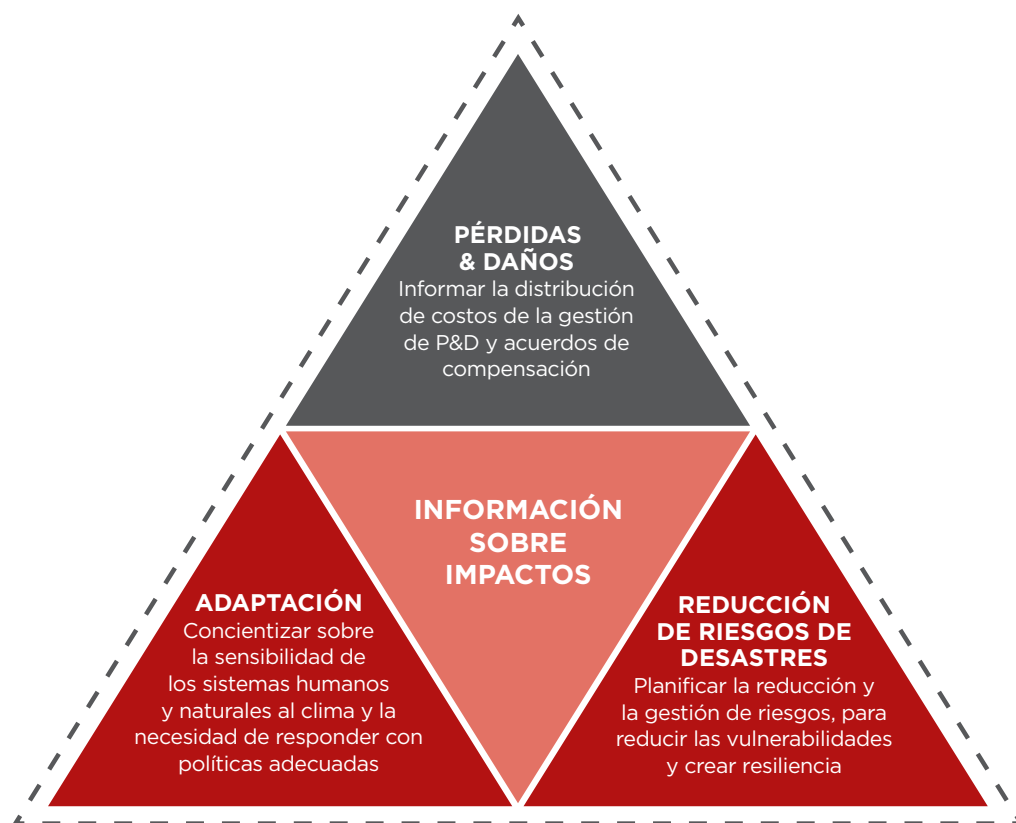 PÉRDIDAS
& DAÑOS
Informar la distribución
de costos de la gestión
de P&D y acuerdos de
compensación
INFORMACIÓN
SOBRE
IMPACTOS
ADAPTACIÓN
Concientizar sobre
la sensibilidad de
los sistemas humanos
y naturales al clima y la
necesidad de responder con
políticas adecuadas
REDUCCIÓN
DE RIESGOS DE
DESASTRES
Planificar la reducción y
la gestión de riesgos, para
reducir las vulnerabilidades
y crear resiliencia